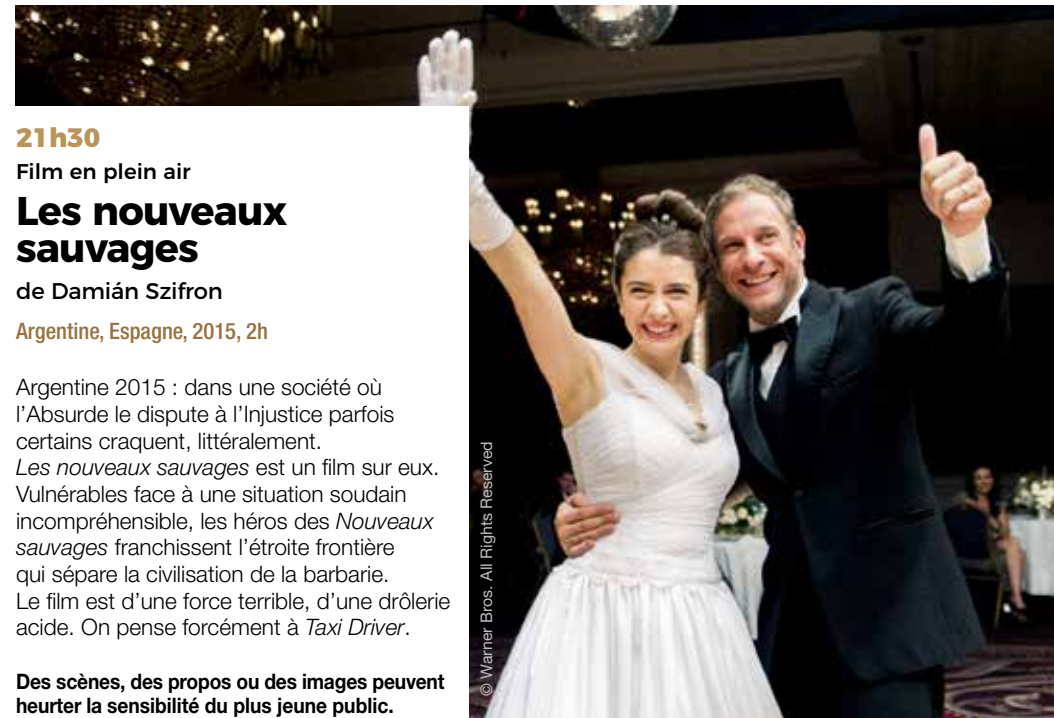 21h30
Film en plein air
Les nouveaux
sauvages
de Damián Szifron
Argentine, Espagne, 2015, 2h
Argentine 2015 : dans une société où
l’Absurde le dispute à l’Injustice parfois
certains craquent, littéralement.
Les nouveaux sauvages est un film sur eux.
Vulnérables face à une situation soudain
incompréhensible, les héros des Nouveaux
sauvages franchissent l’étroite frontière
qui sépare la civilisation de la barbarie.
Le film est d’une force terrible, d’une drôlerie
acide. On pense forcément à Taxi Driver.
Des scènes, des propos ou des images peuvent
heurter la sensibilité du plus jeune public.
© Warner Bros. All Rights Reserved